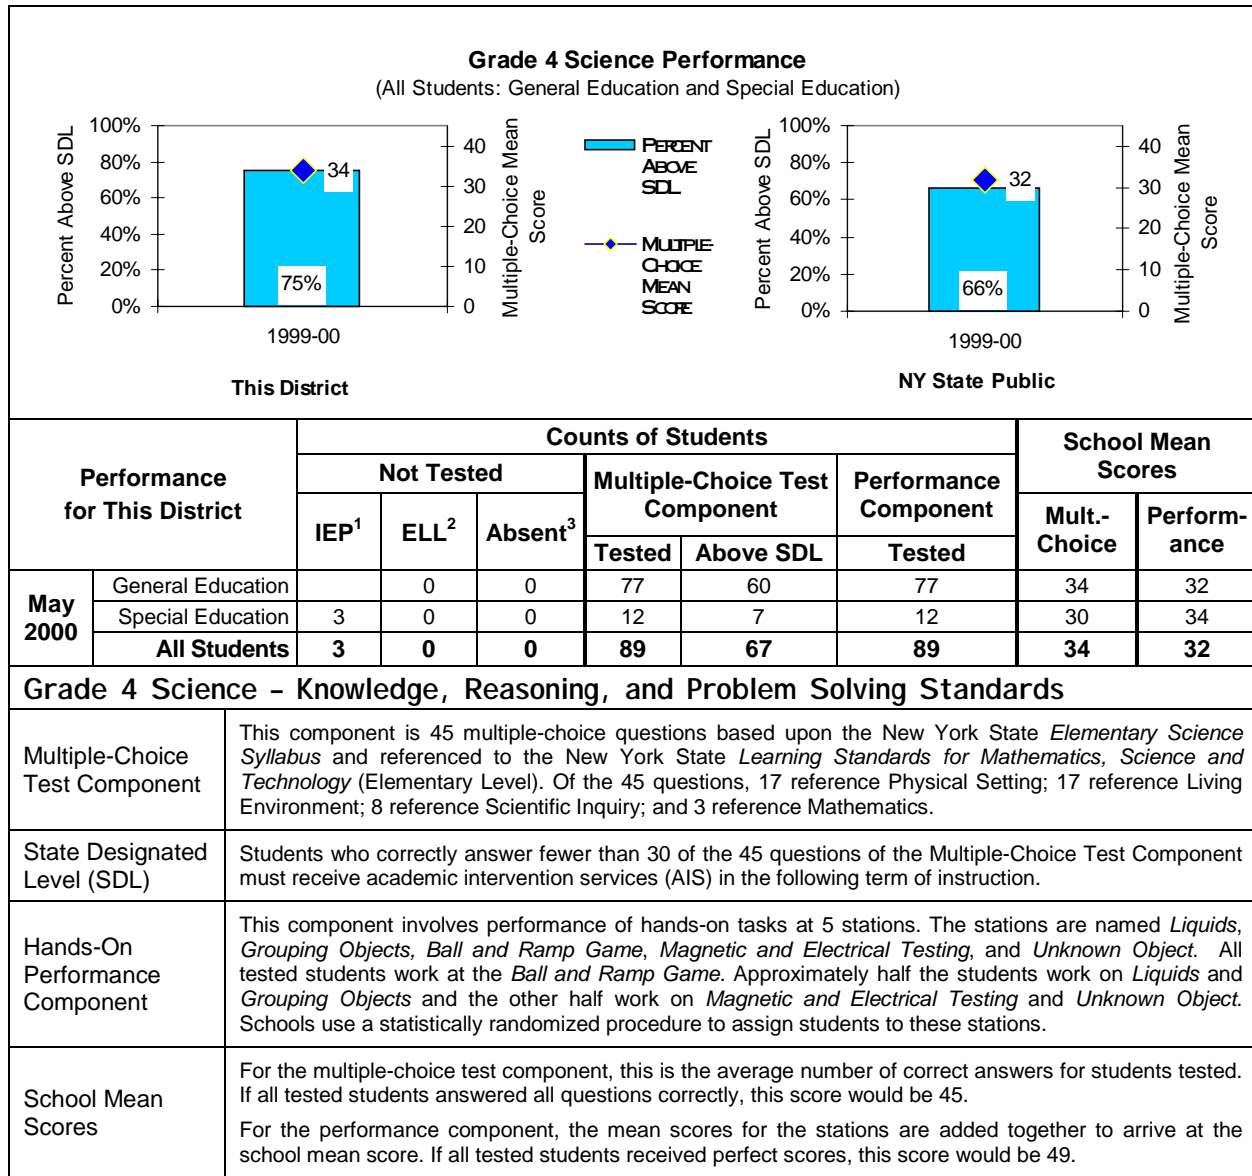 Grade 4 Science Performance
(All Students: General Education and Special Education)
Percent Above SDL
100%
80%
60%
40%
20%
0%
34
75%
1999-00
40
30
20
10
0
Multiple-Choice Mean Score
This District
PERCENT ABOVE SDL
MULTIPLE-CHOICE MEAN SCORE
Percent Above SDL
100%
80%
60%
40%
20%
0%
32
66%
1999-00
40
30
20
10
0
Multiple-Choice Mean Score
NY State Public
Performance for This District
Counts of Students
School Mean Scores
Not Tested
Multiple-Choice Test Component
Performance Component
IEP1 ELL2 Absent3 Tested Above SDL Tested Mult.-Choice Perform-ance
May 2000
General Education 0 0 77 60 77 34 32
Special Education 3 0 0 12 7 12 30 34
All Students 3 0 0 89 67 89 34 32
Grade 4 Science – Knowledge, Reasoning, and Problem Solving Standards
Multiple-Choice
Test Component
This component is 45 multiple-choice questions based upon the New York State Elementary Science
Syllabus and referenced to the New York State Learning Standards for Mathematics, Science and
Technology (Elementary Level). Of the 45 questions, 17 reference Physical Setting; 17 reference Living
Environment; 8 reference Scientific Inquiry; and 3 reference Mathematics.
State Designated
Level (SDL)
Students who correctly answer fewer than 30 of the 45 questions of the Multiple-Choice Test Component
must receive academic intervention services (AIS) in the following term of instruction.
Hands-On
Performance
Component
This component involves performance of hands-on tasks at 5 stations. The stations are named Liquids,
Grouping Objects, Ball and Ramp Game, Magnetic and Electrical Testing, and Unknown Object. All
tested students work at the Ball and Ramp Game. Approximately half the students work on Liquids and
Grouping Objects and the other half work on Magnetic and Electrical Testing and Unknown Object.
Schools use a statistically randomized procedure to assign students to these stations.
School Mean
Scores
For the multiple-choice test component, this is the average number of correct answers for students tested.
If all tested students answered all questions correctly, this score would be 45.
For the performance component, the mean scores for the stations are added together to arrive at the
school mean score. If all tested students received perfect scores, this score would be 49.